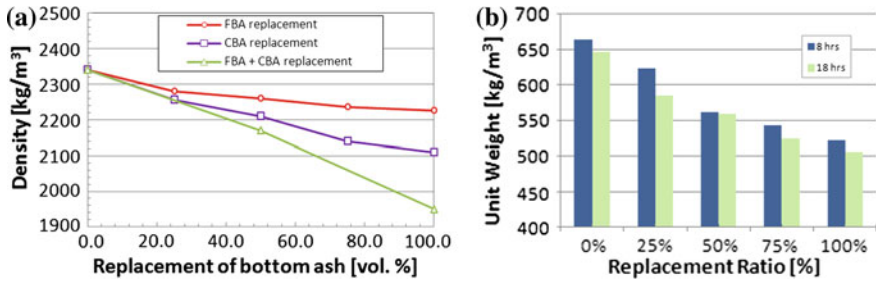 (a)
Density [kg/m³]
2500
2400
2300
2200
2100
2000
1900
FBA replacement
CBA replacement
FBA + CBA replacement
0.0 20.0 40.0 60.0 80.0 100.0
Replacement of bottom ash [vol. %]
(b)
Unit Weight [kg/m³]
700
650
600
550
500
450
400
8 hrs
18 hrs
0% 25% 50% 75% 100%
Replacement Ratio [%]